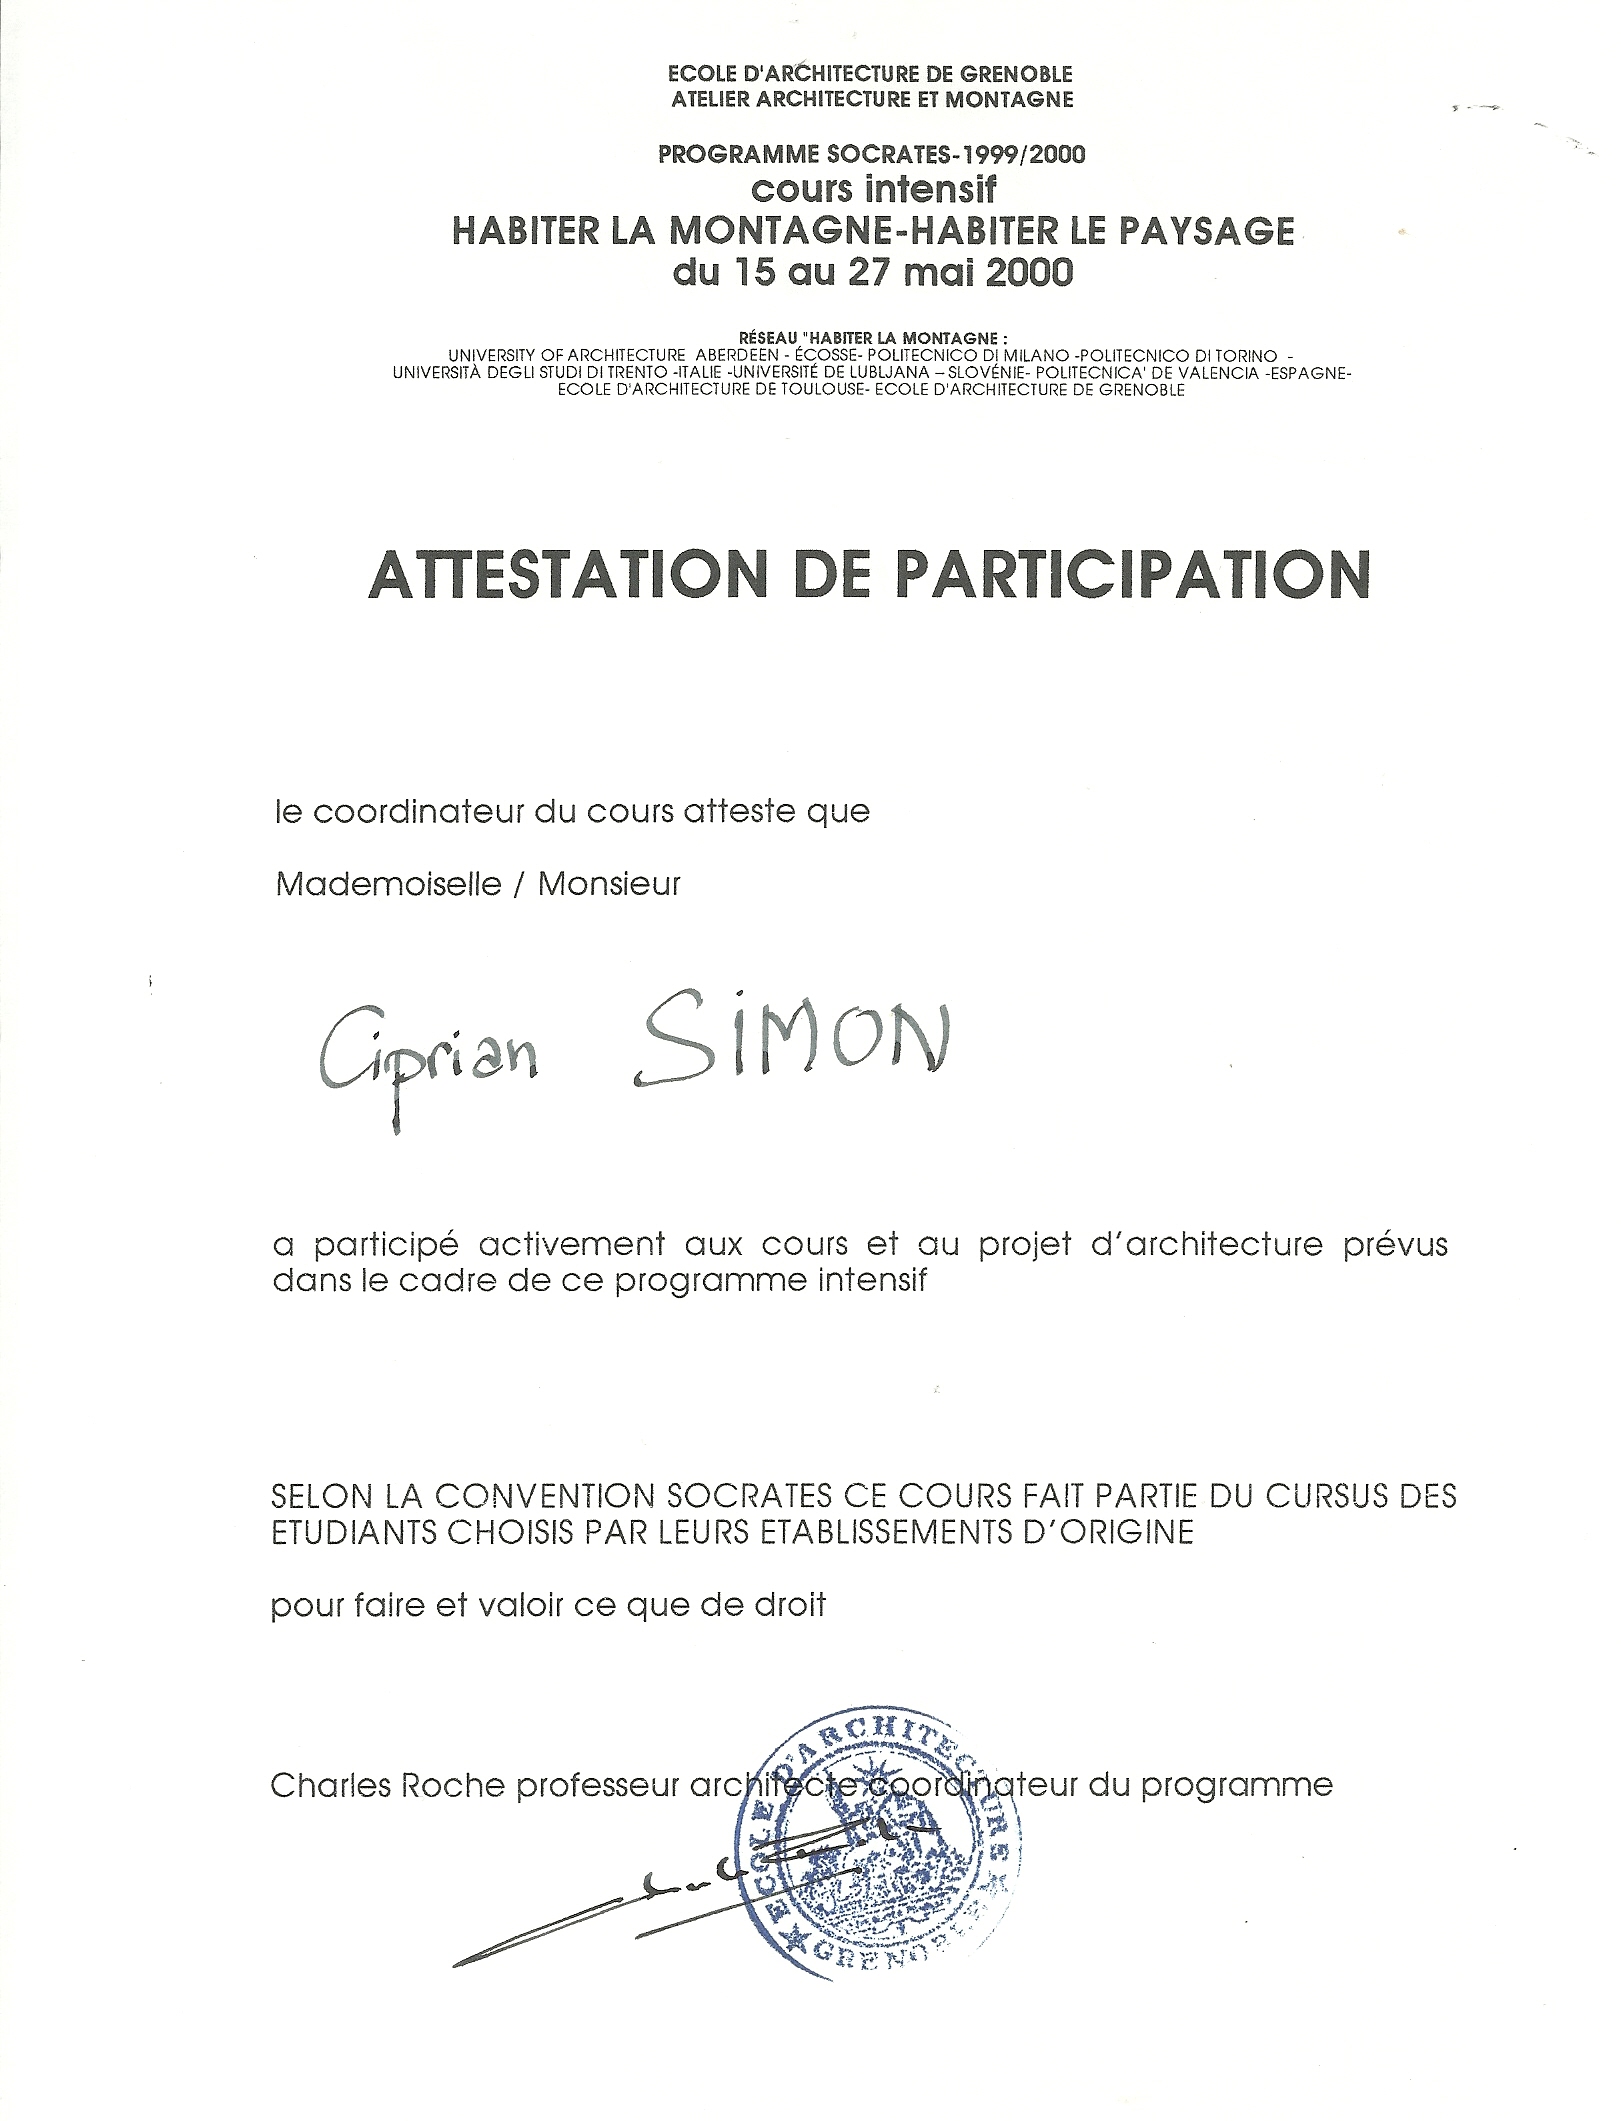 ECOLE D'ARCHITECTURE DE GRENOBLE
ATELIER ARCHITECTURE ET MONTAGNE
PROGRAMME SOCRATES-1999/2000
cours intensif
HABITER LA MONTAGNE-HABITER LE PAYSAGE
du 15 au 27 mai 2000
RÉSEAU "HABITER LA MONTAGNE :
UNIVERSITY OF ARCHITECTURE ABERDEEN - ÉCOSSE- POLITECNICO DI MILANO -POLITECNICO DI TORINO -
UNIVERSITÀ DEGLI STUDI DI TRENTO -ITALIE -UNIVERSITÉ DE LUBLJANA – SLOVÉNIE- POLITECNICA' DE VALENCIA -ESPAGNE-
ECOLE D'ARCHITECTURE DE TOULOUSE- ECOLE D'ARCHITECTURE DE GRENOBLE
ATTESTATION DE PARTICIPATION
le coordinateur du cours atteste que
Mademoiselle / Monsieur
Ciprian SIMON
a participé activement aux cours et au projet d'architecture prévus
dans le cadre de ce programme intensif
SELON LA CONVENTION SOCRATES CE COURS FAIT PARTIE DU CURSUS DES
ETUDIANTS CHOISIS PAR LEURS ETABLISSEMENTS D'ORIGINE
pour faire et valoir ce que de droit
Charles Roche professeur architecte coordinateur du programme
ECOLE D'ARCHITECTURE
GRENOBLE